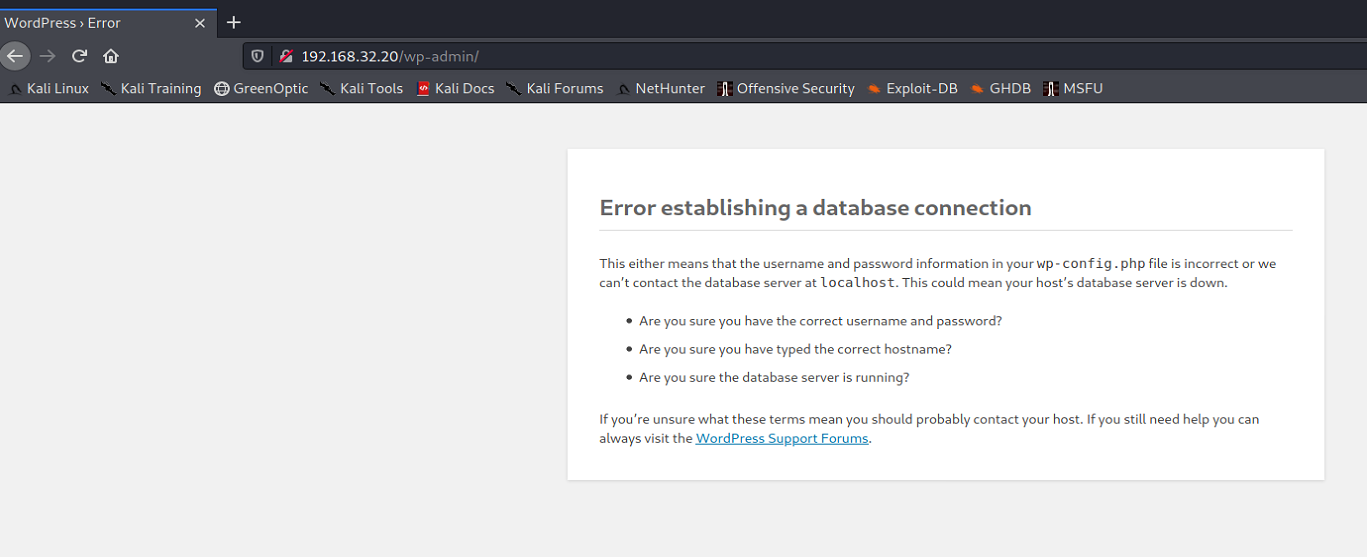 WordPress › Error
192.168.32.20/wp-admin/
Kali Linux Kali Training GreenOptic Kali Tools Kali Docs Kali Forums NetHunter Offensive Security Exploit-DB GHDB MSFU
Error establishing a database connection
This either means that the username and password information in your wp-config.php file is incorrect or we
can’t contact the database server at localhost. This could mean your host’s database server is down.
• Are you sure you have the correct username and password?
• Are you sure you have typed the correct hostname?
• Are you sure the database server is running?
If you’re unsure what these terms mean you should probably contact your host. If you still need help you can
always visit the WordPress Support Forums.